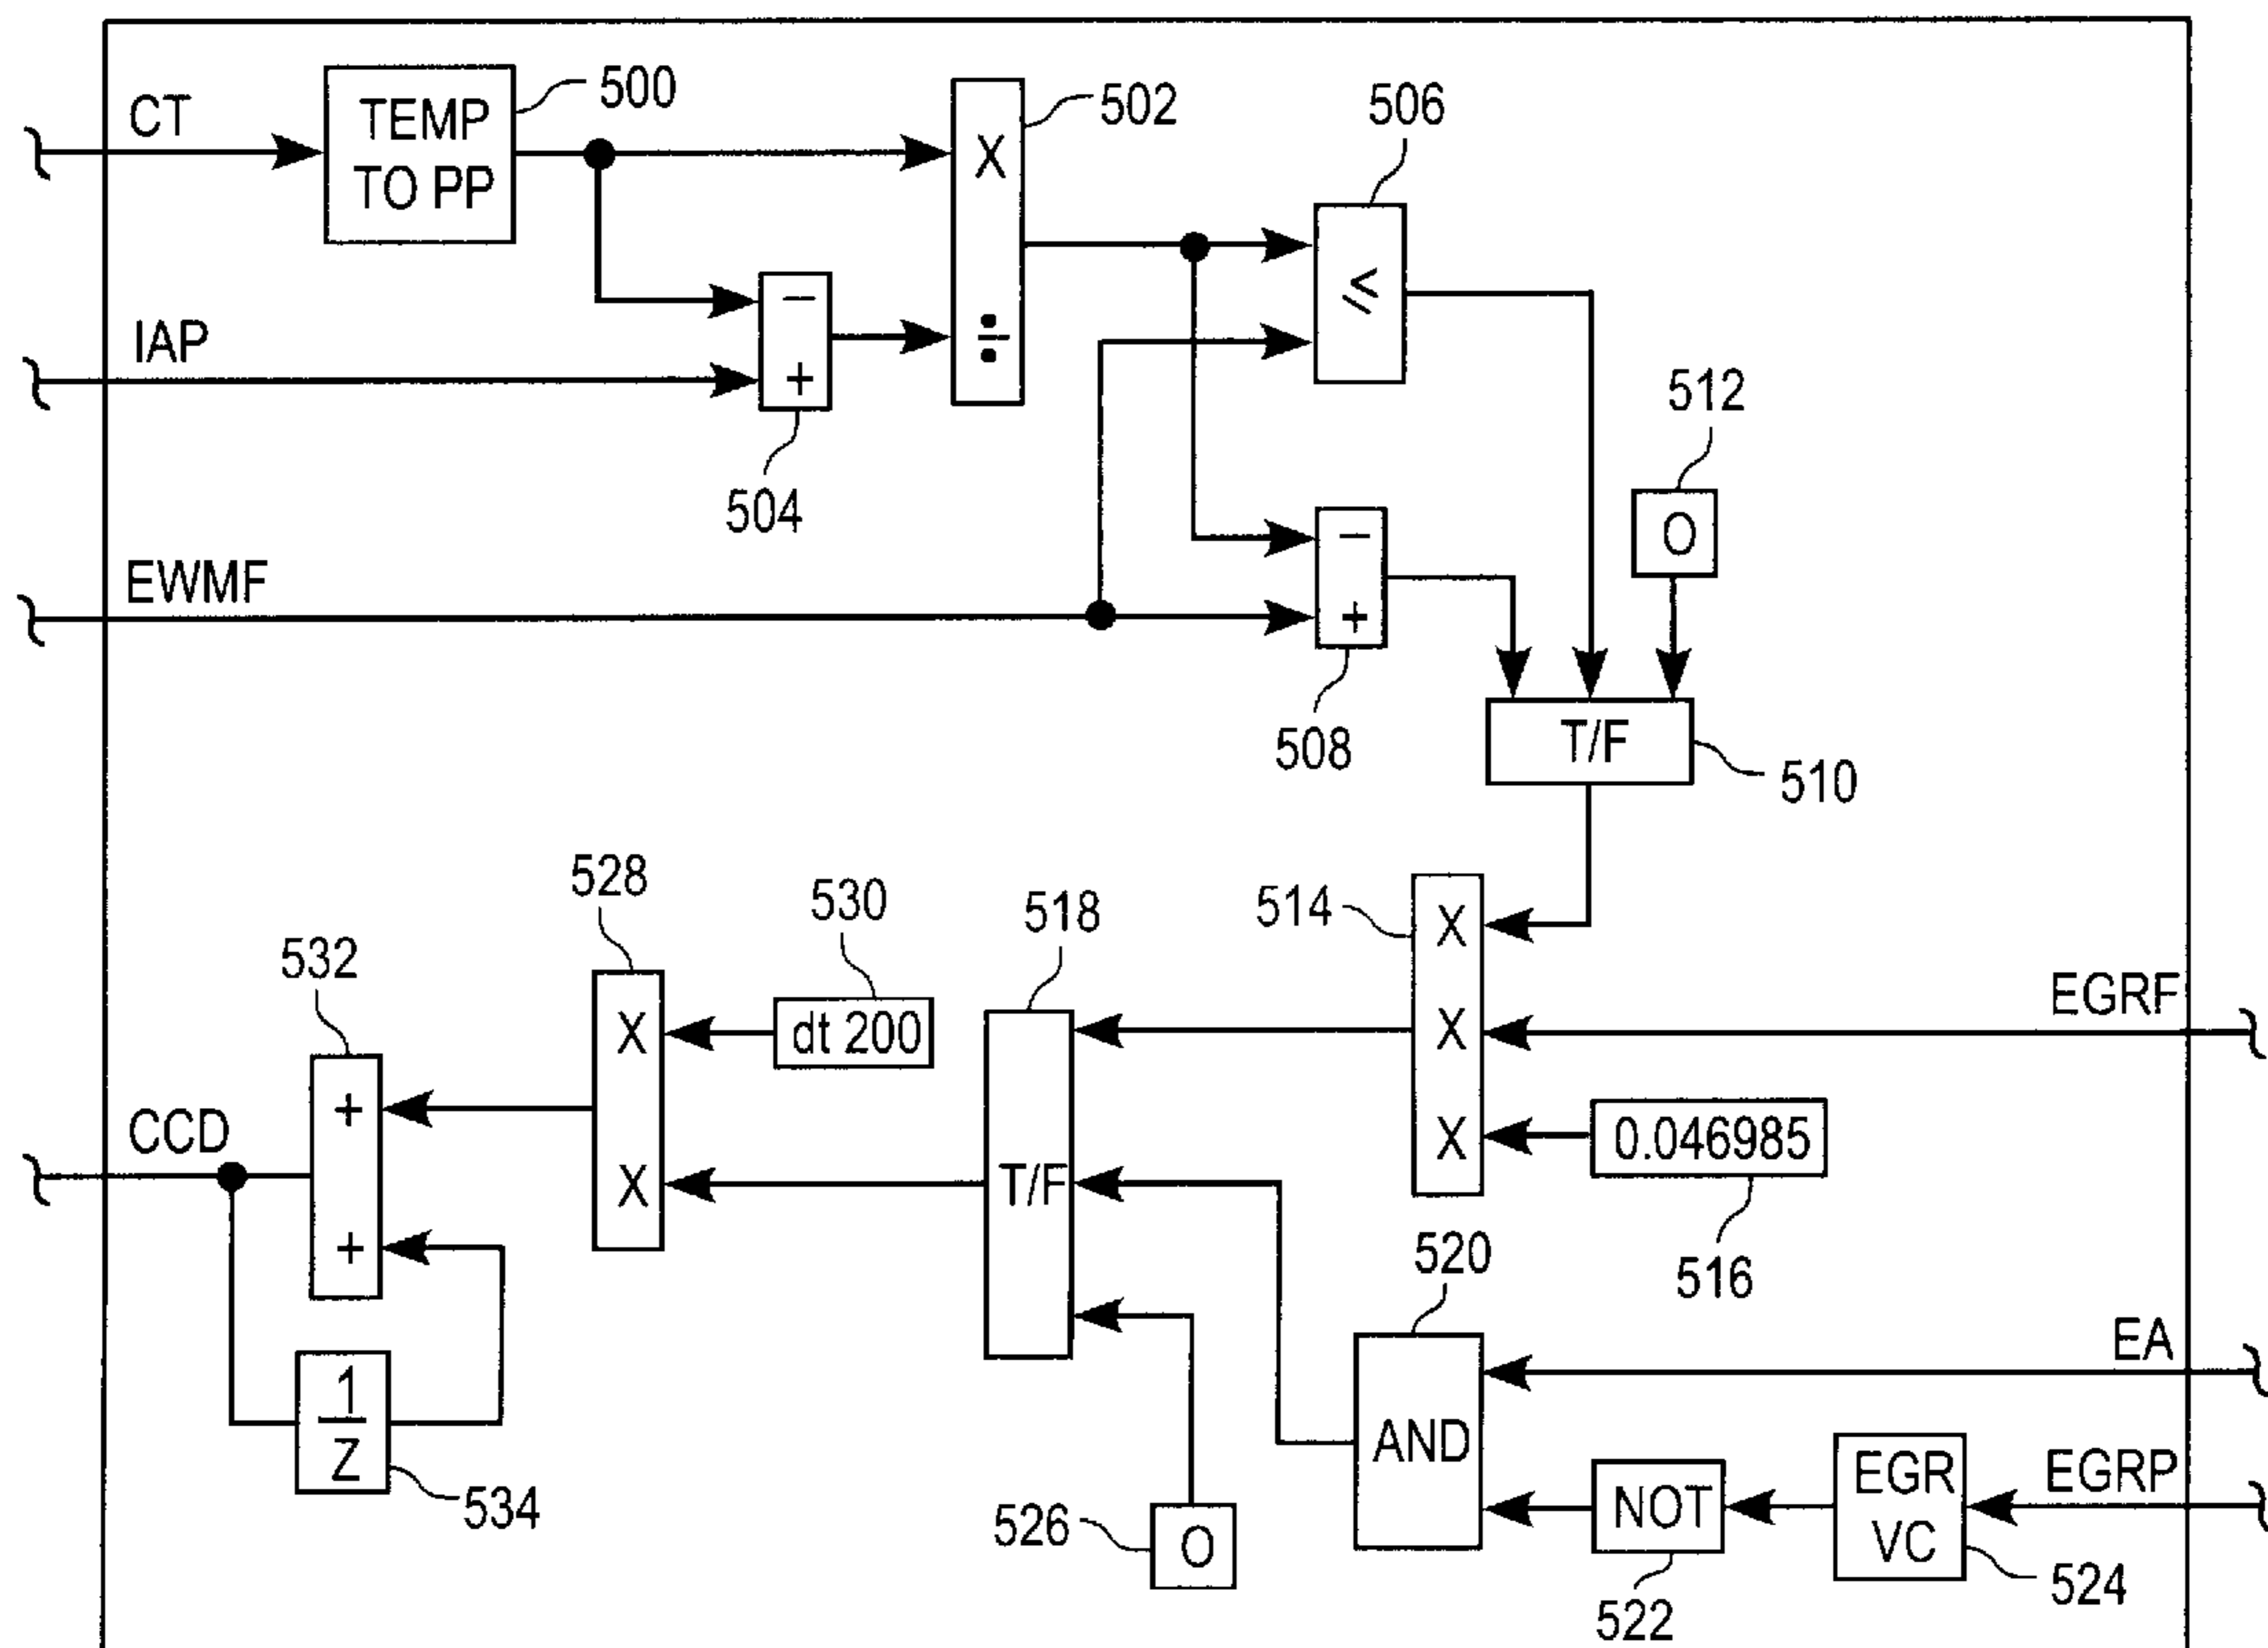 CT
TEMP
TO PP
500
X
÷
502
506
≤
IAP
−
+
504
512
O
EWMF
−
+
508
T/F
510
528
530
518
514
X
X
X
532
X
X
dt 200
EGRF
CCD
+
+
T/F
0.046985
516
520
EA
1
Z
534
AND
526
O
NOT
522
EGR
VC
524
EGRP